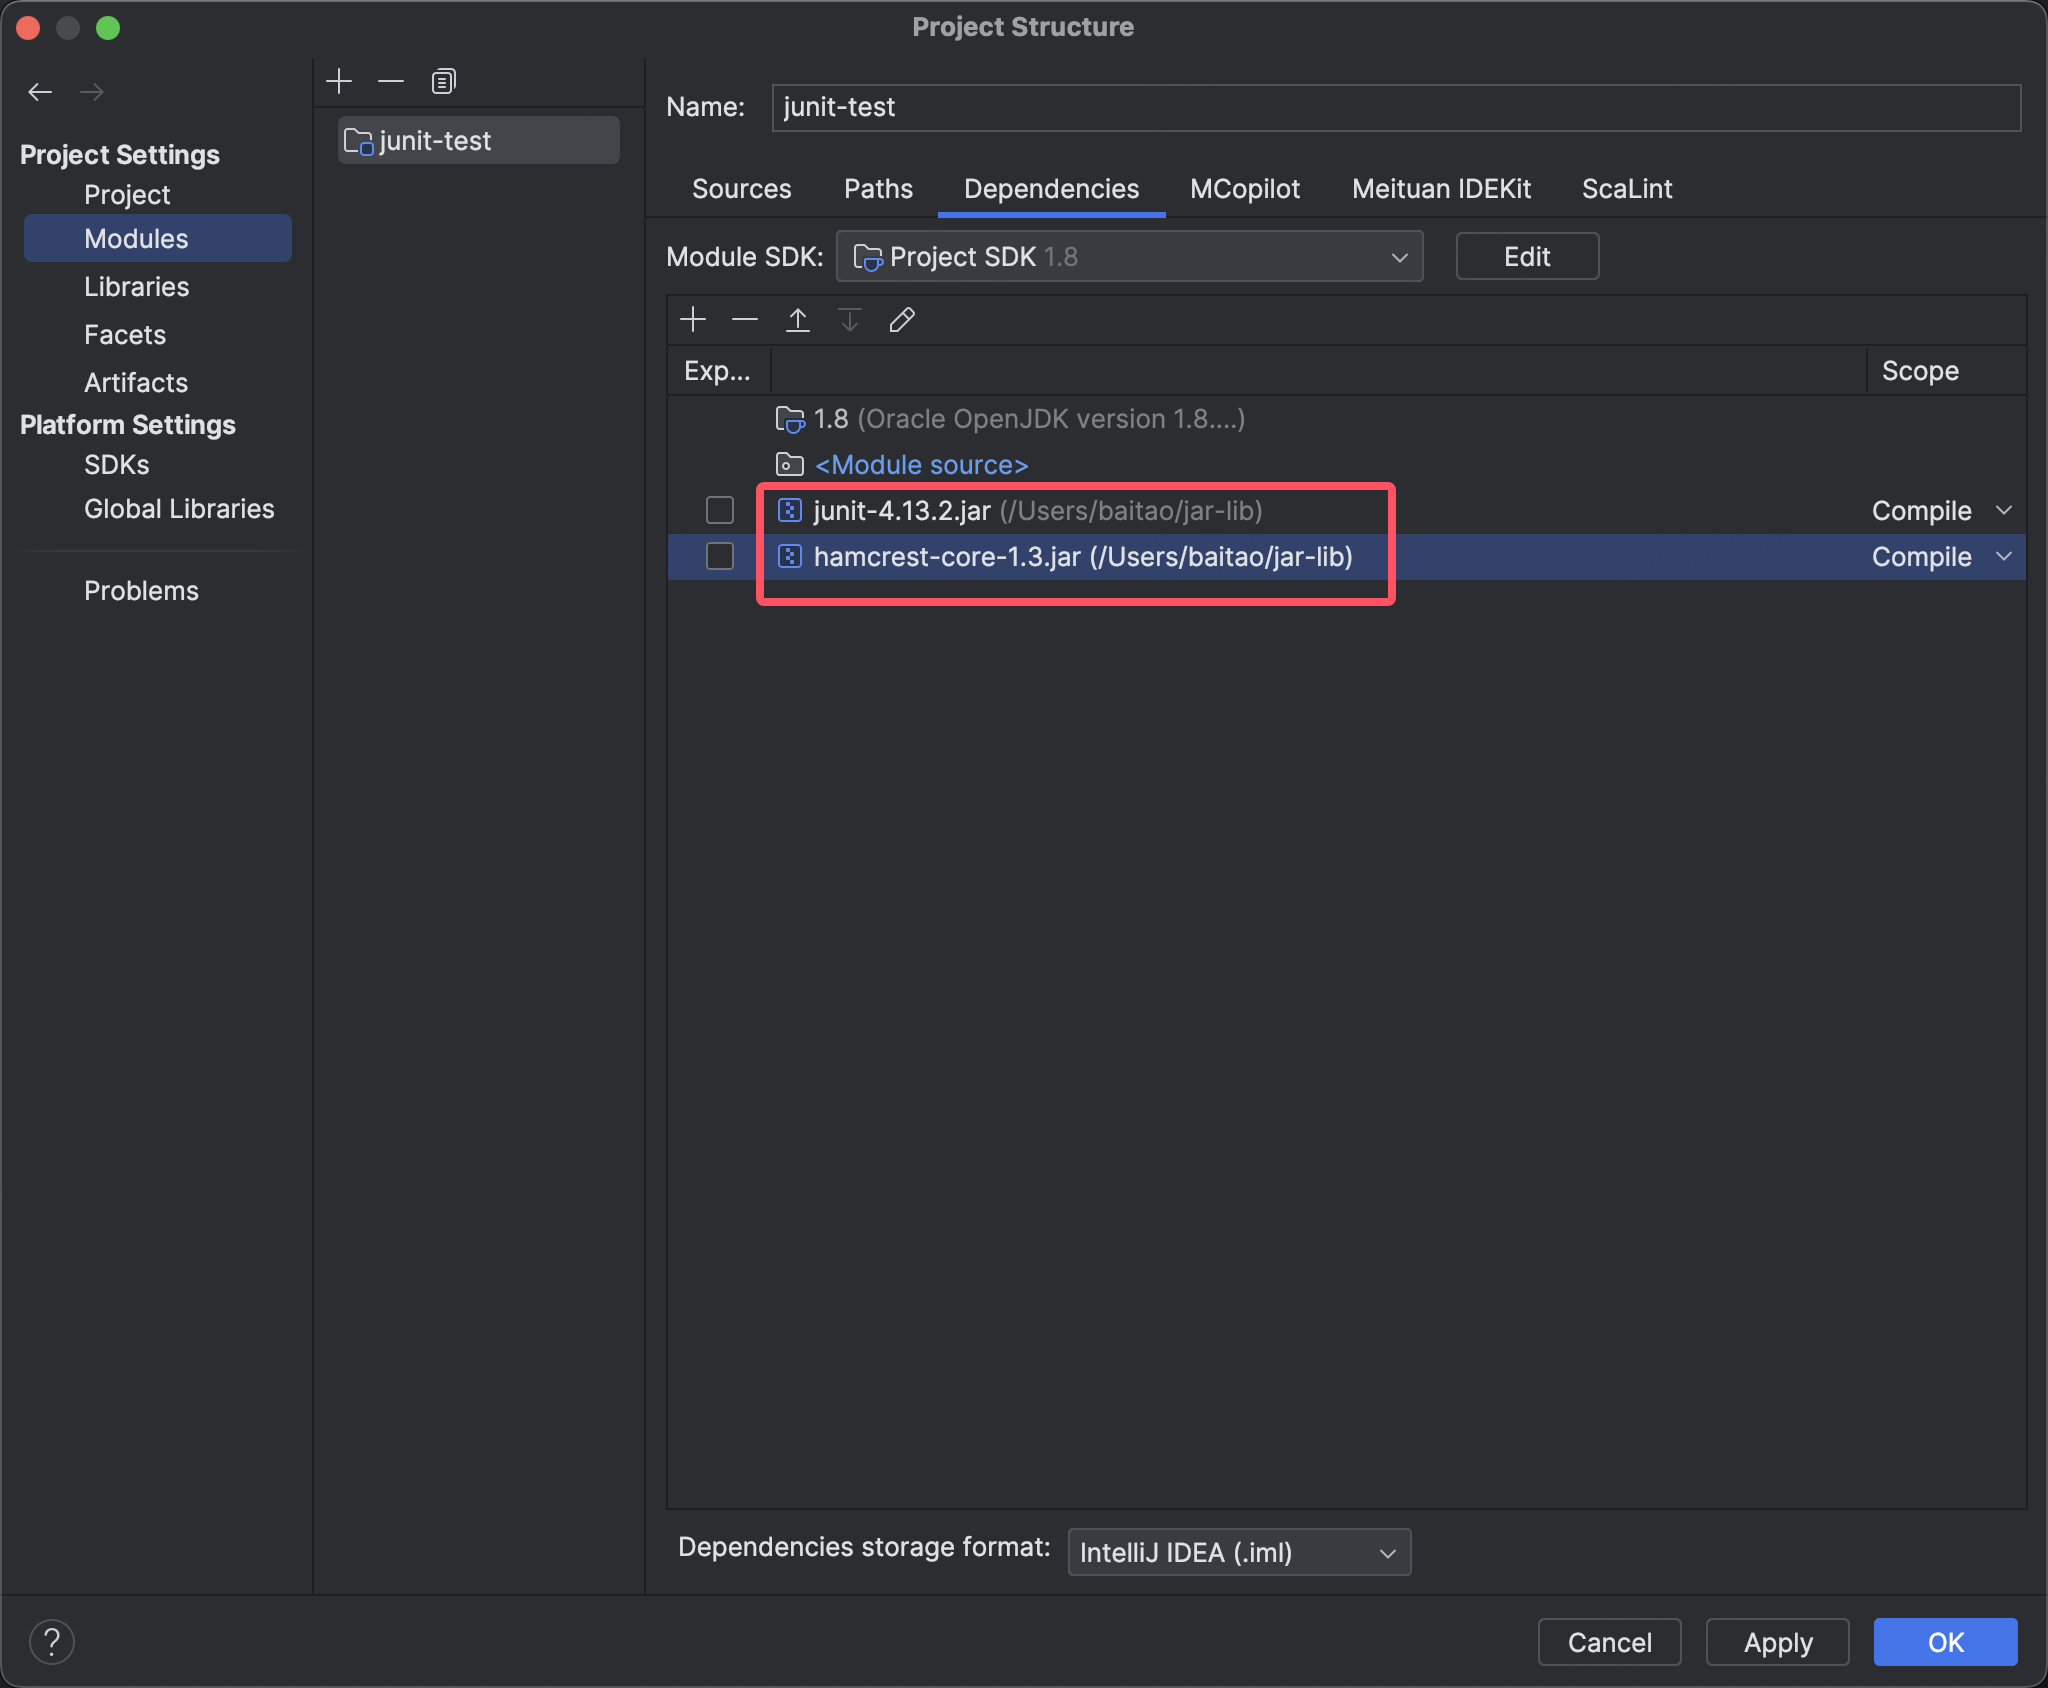 Project Structure
Project Settings
Project
Modules
Libraries
Facets
Artifacts
Platform Settings
SDKs
Global Libraries
Problems
junit-test
Name: junit-test
Sources Paths Dependencies MCopilot Meituan IDEKit ScaLint
Module SDK: Project SDK 1.8 Edit
Exp... Scope
1.8 (Oracle OpenJDK version 1.8....)
<Module source>
junit-4.13.2.jar (/Users/baitao/jar-lib) Compile
hamcrest-core-1.3.jar (/Users/baitao/jar-lib) Compile
Dependencies storage format: IntelliJ IDEA (.iml)
? Cancel Apply OK